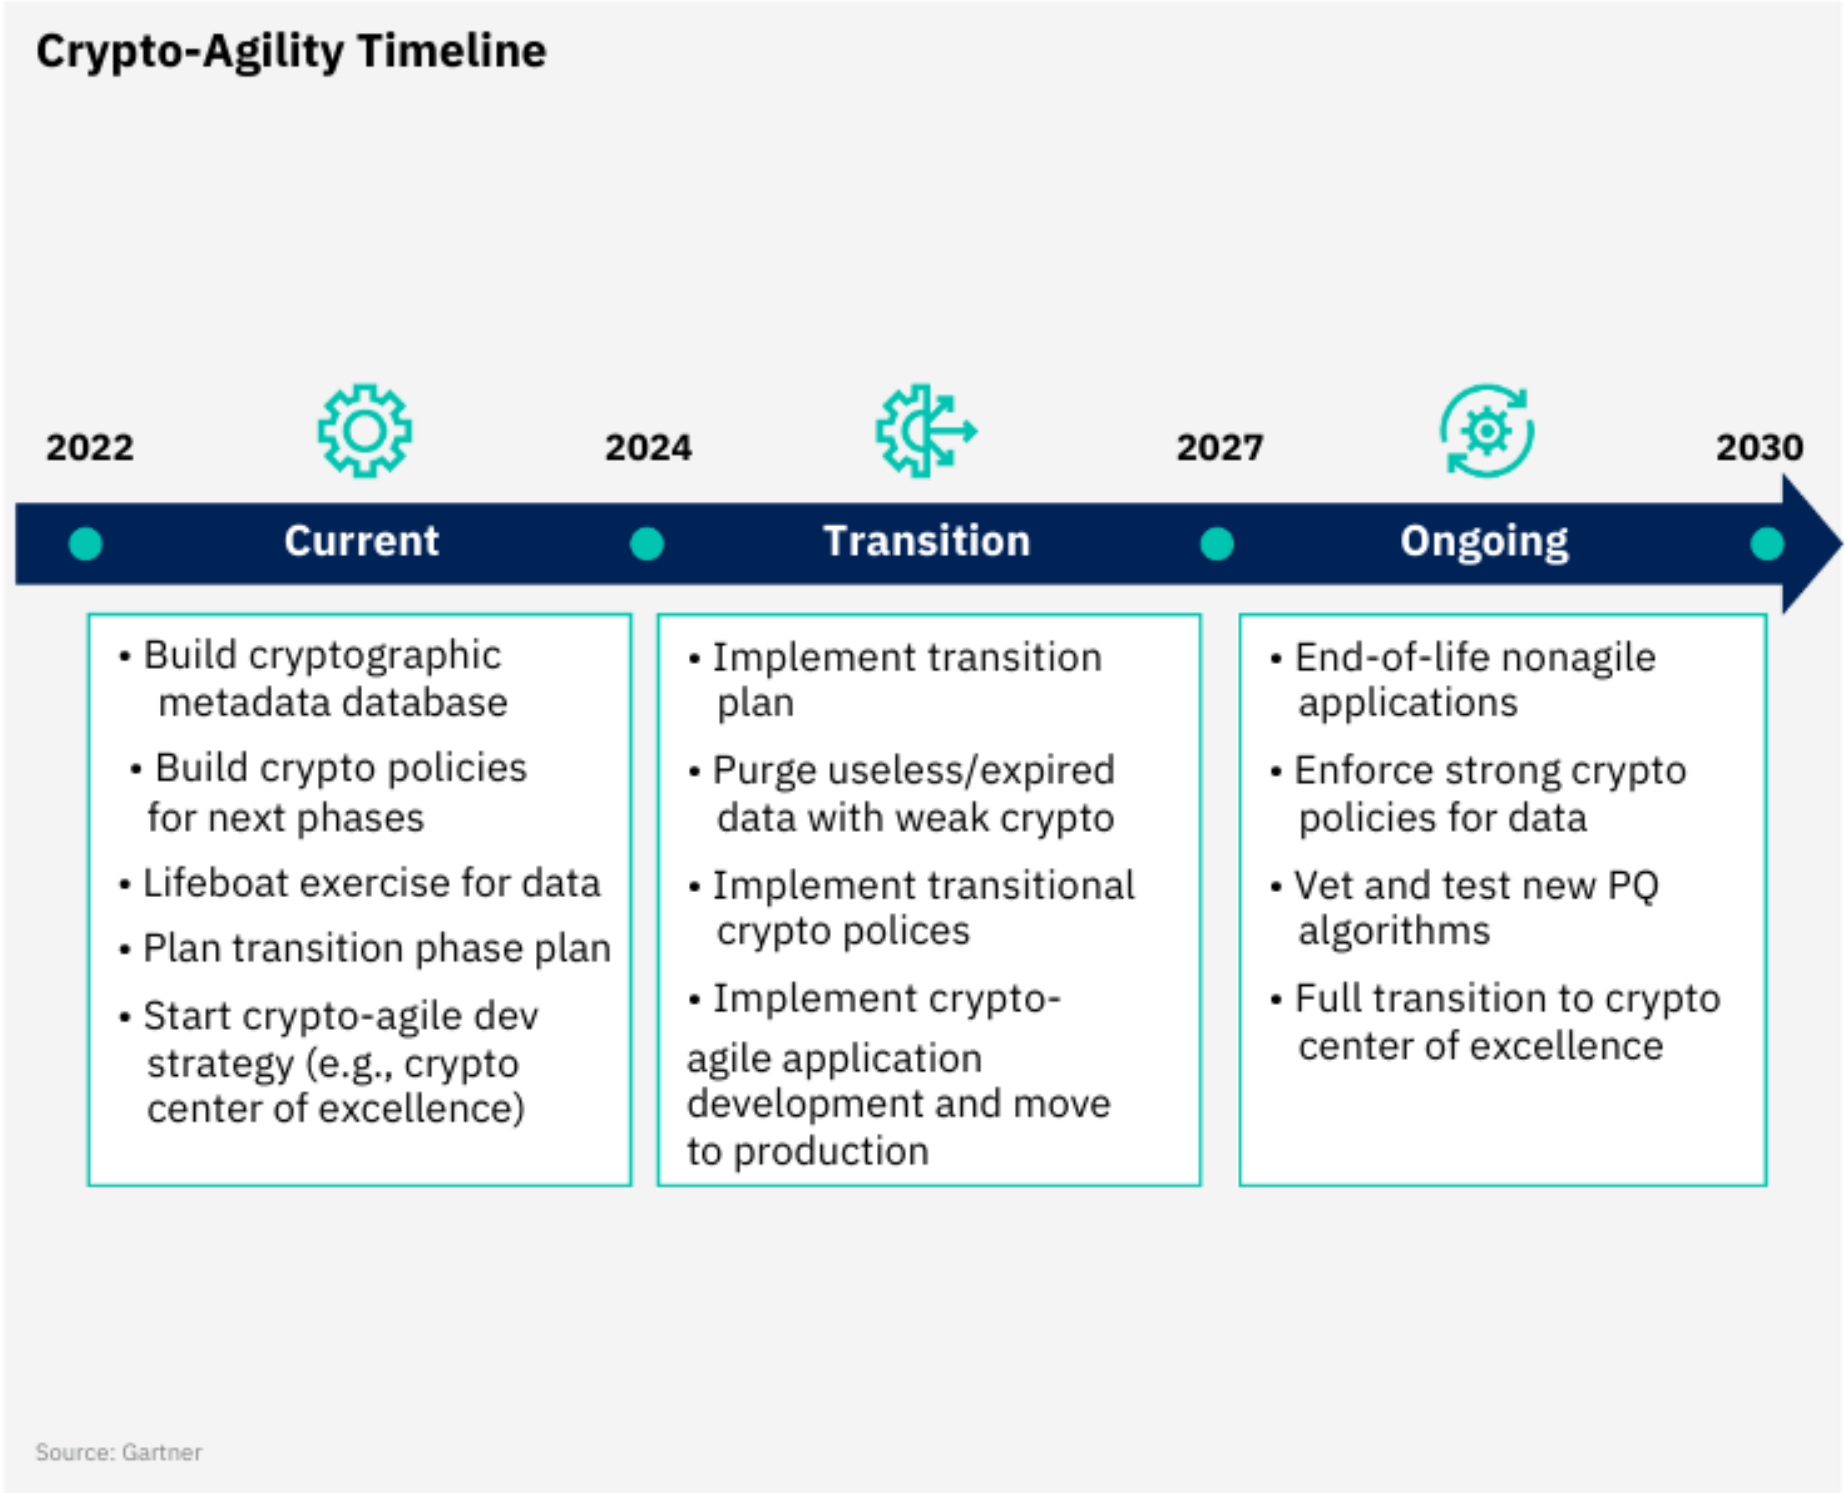 Crypto-Agility Timeline
2022
2024
2027
2030
Current
Transition
Ongoing
• Build cryptographic
metadata database
• Build crypto policies
for next phases
• Lifeboat exercise for data
• Plan transition phase plan
• Start crypto-agile dev
strategy (e.g., crypto
center of excellence)
• Implement transition
plan
• Purge useless/expired
data with weak crypto
• Implement transitional
crypto polices
• Implement crypto-
agile application
development and move
to production
• End-of-life nonagile
applications
• Enforce strong crypto
policies for data
• Vet and test new PQ
algorithms
• Full transition to crypto
center of excellence
Source: Gartner